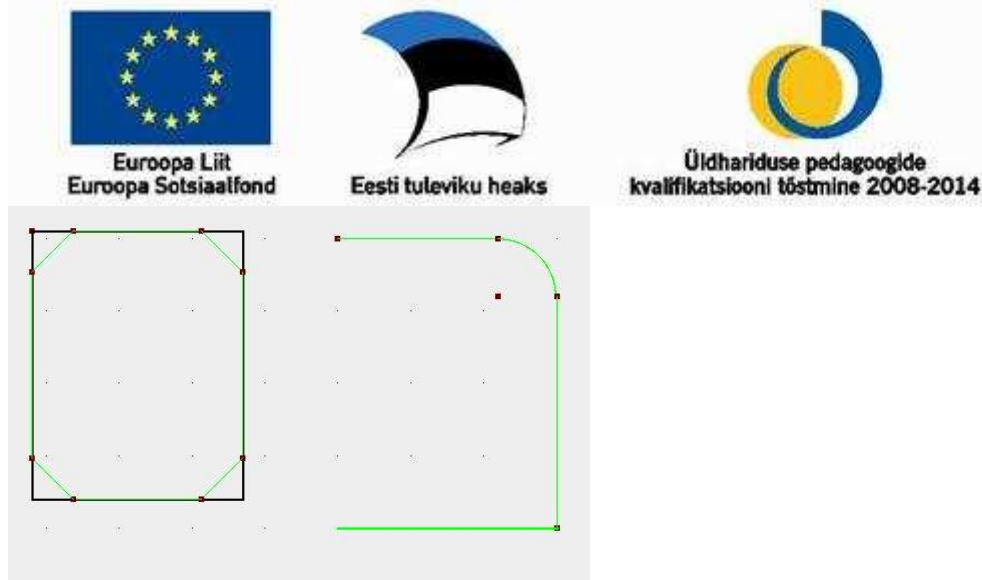 Euroopa Liit
Euroopa Sotsiaalfond
Eesti tuleviku heaks
Üldhariduse pedagoogide
kvalifikatsiooni tõstmine 2008-2014